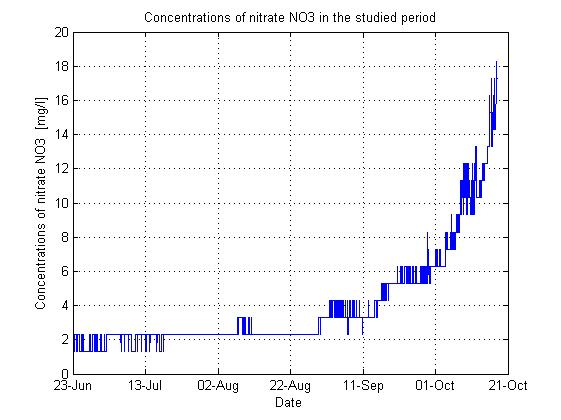 Concentrations of nitrate NO3 in the studied period
20
18
16
14
12
10
8
6
4
2
0
Concentrations of nitrate NO3 [mg/l]
23-Jun 13-Jul 02-Aug 22-Aug 11-Sep 01-Oct 21-Oct
Date